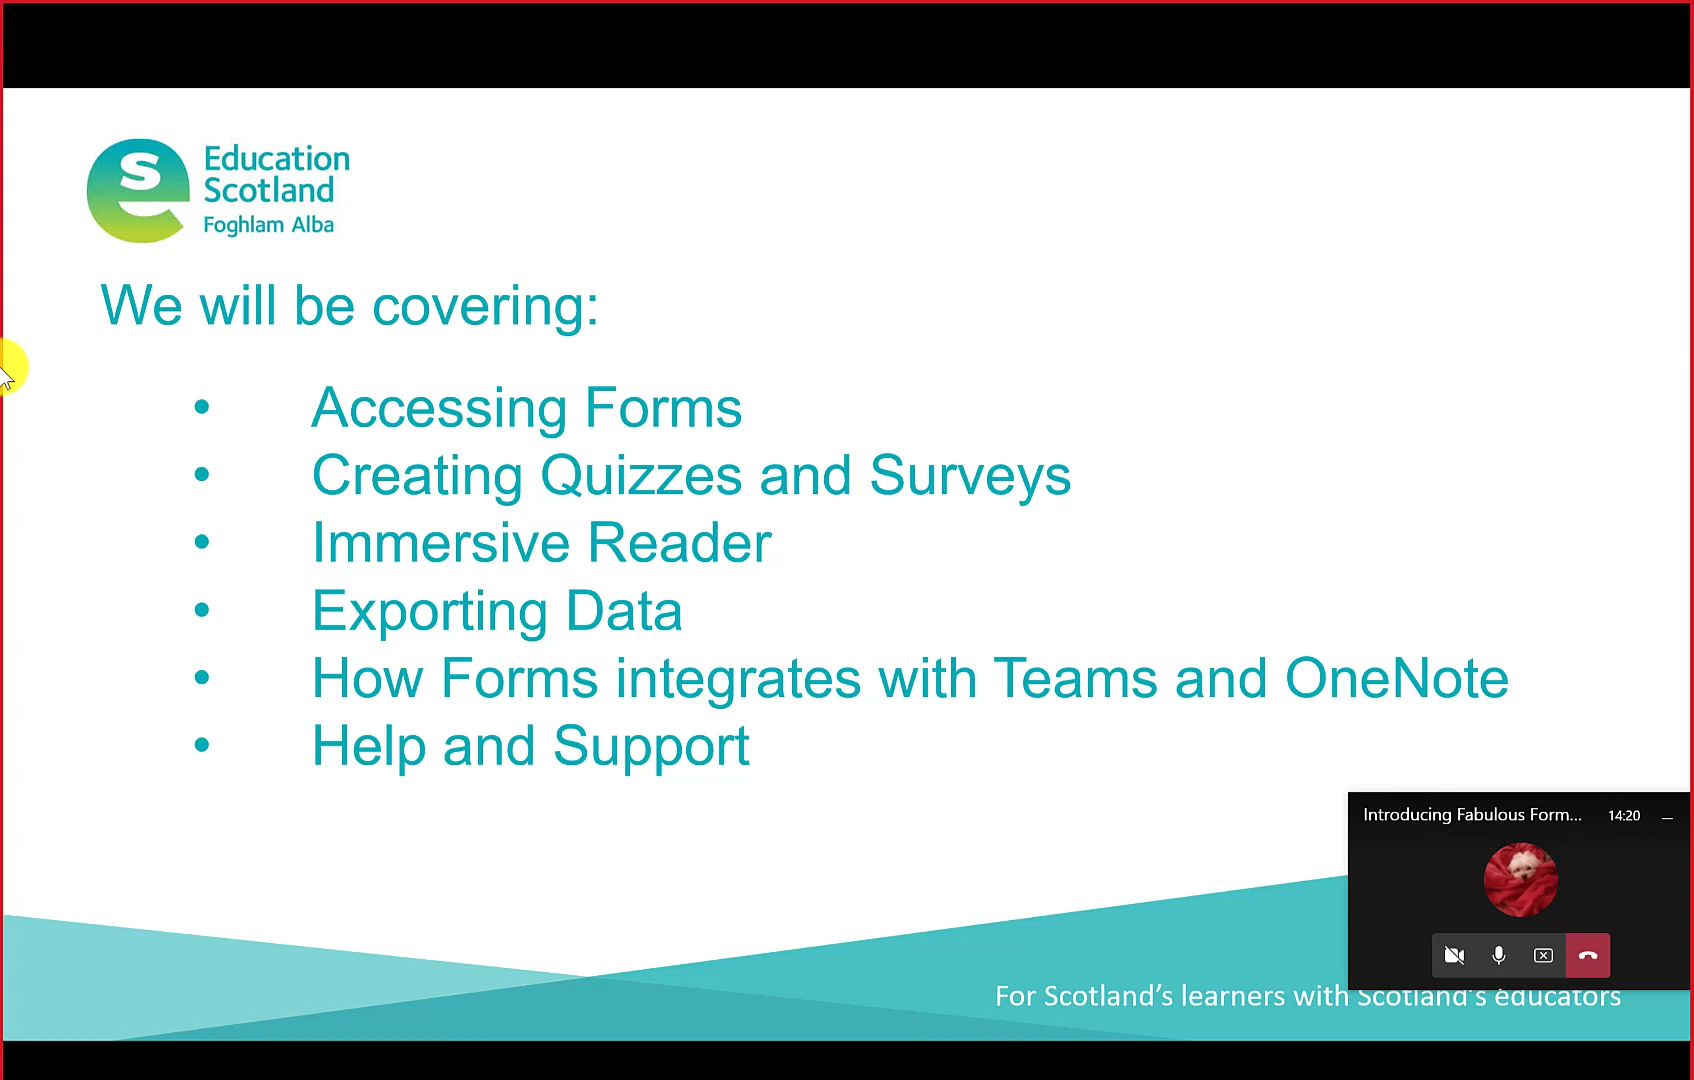 Education
Scotland
Foghlam Alba
We will be covering:
• Accessing Forms
• Creating Quizzes and Surveys
• Immersive Reader
• Exporting Data
• How Forms integrates with Teams and OneNote
• Help and Support
Introducing Fabulous Form... 14:20
For Scotland's learners with Scotland's educators